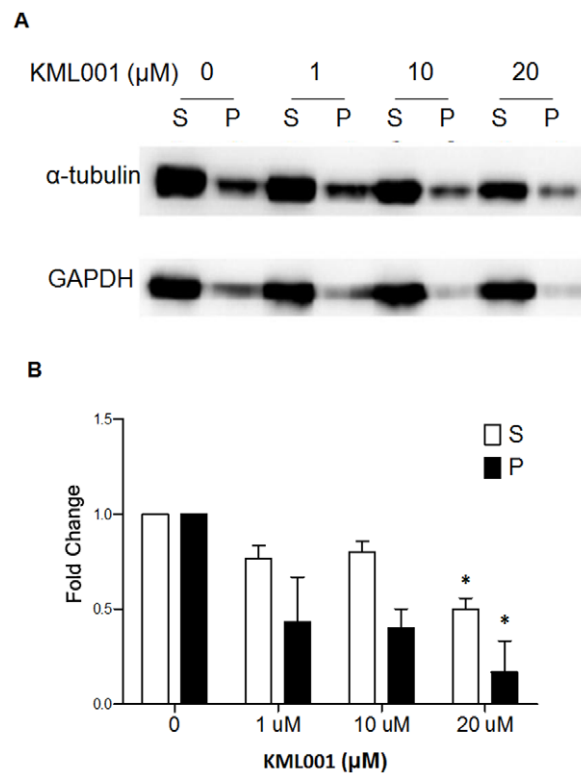 A
KML001 (µM) 0 1 10 20
S P S P S P S P
α-tubulin
GAPDH
B
1.5
1.0
0.5
0.0
Fold Change
S
P
* *
0 1 uM 10 uM 20 uM
KML001 (µM)